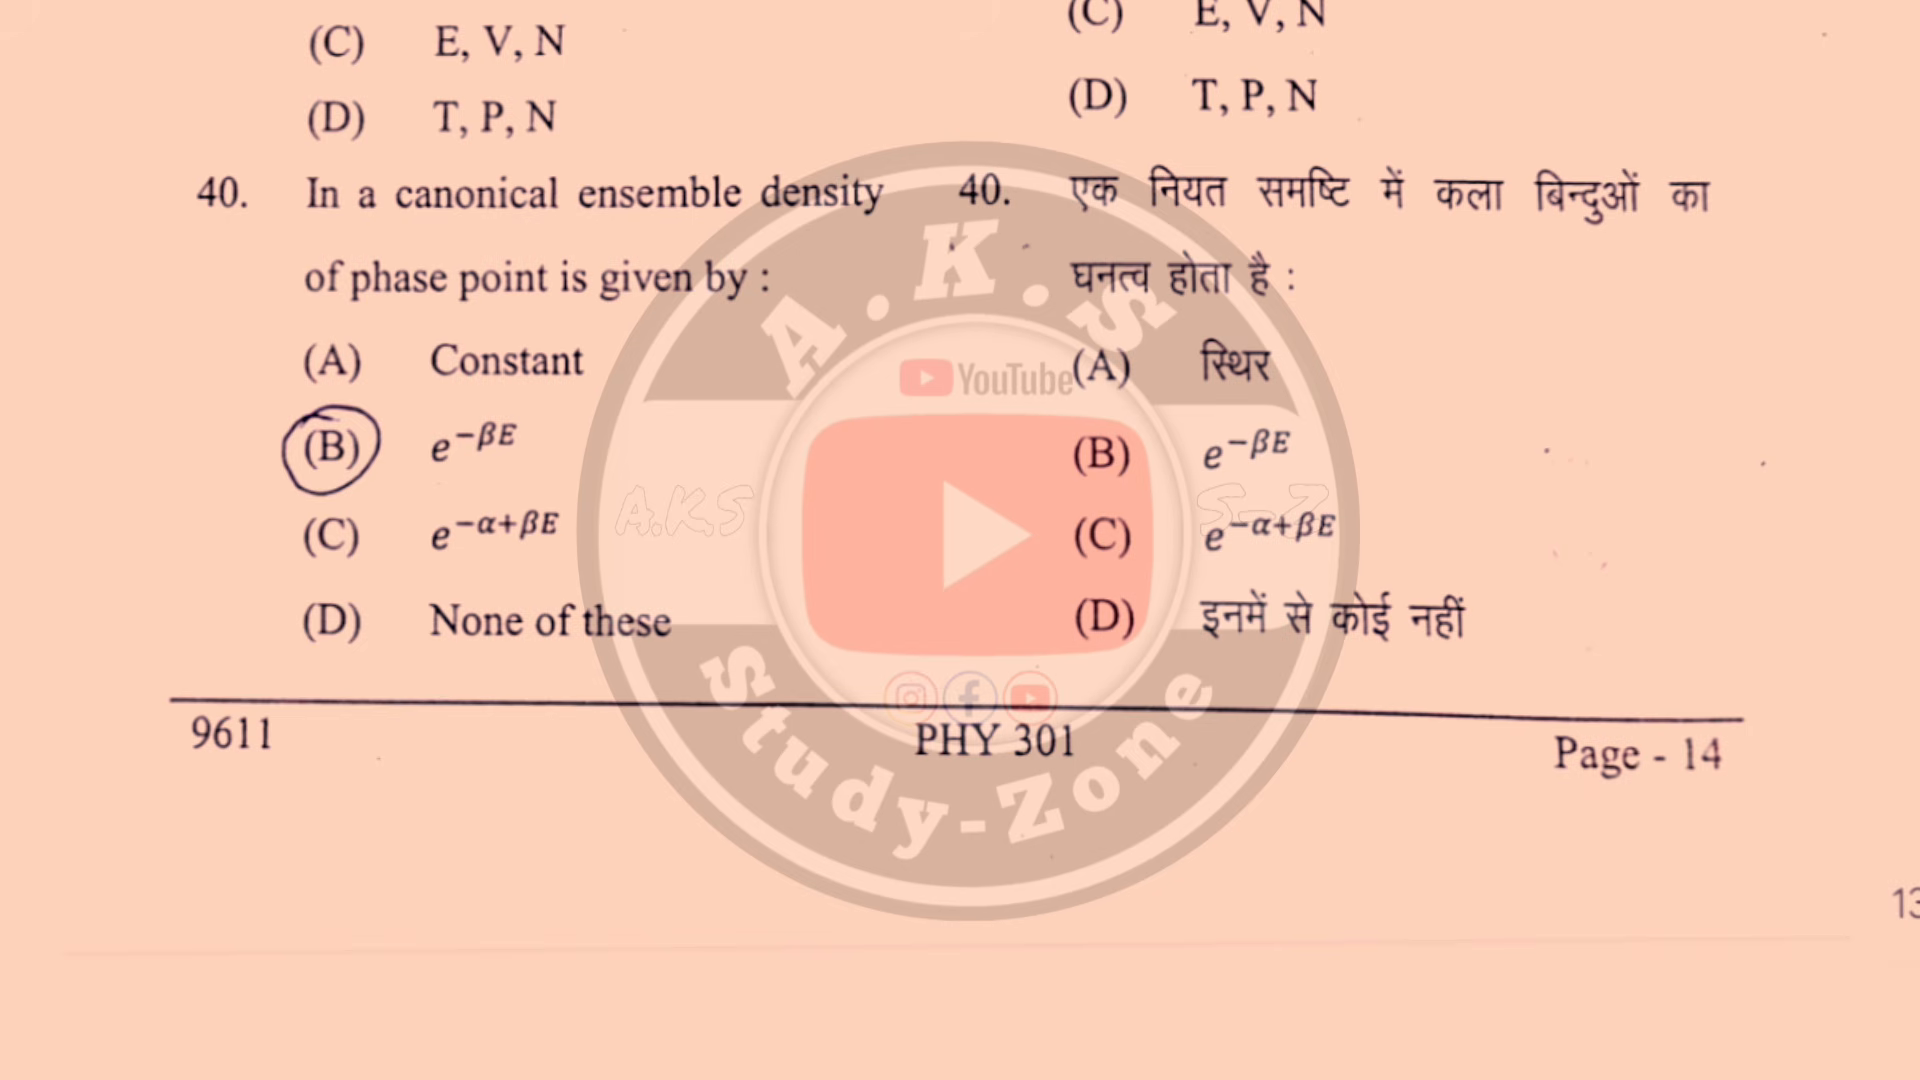 (C) E, V, N
(D) T, P, N
40. In a canonical ensemble density
of phase point is given by :
(A) Constant
(B) e^{-βE}
(C) e^{-α+βE}
(D) None of these
(C) E, V, N
(D) T, P, N
40. एक नियत समष्टि में कला बिन्दुओं का
घनत्व होता है :
(A) स्थिर
(B) e^{-βE}
(C) e^{-α+βE}
(D) इनमें से कोई नहीं
9611 PHY 301 Page - 14
13
A.K.S
YouTube
A.K.S S-Z
Study-Zone